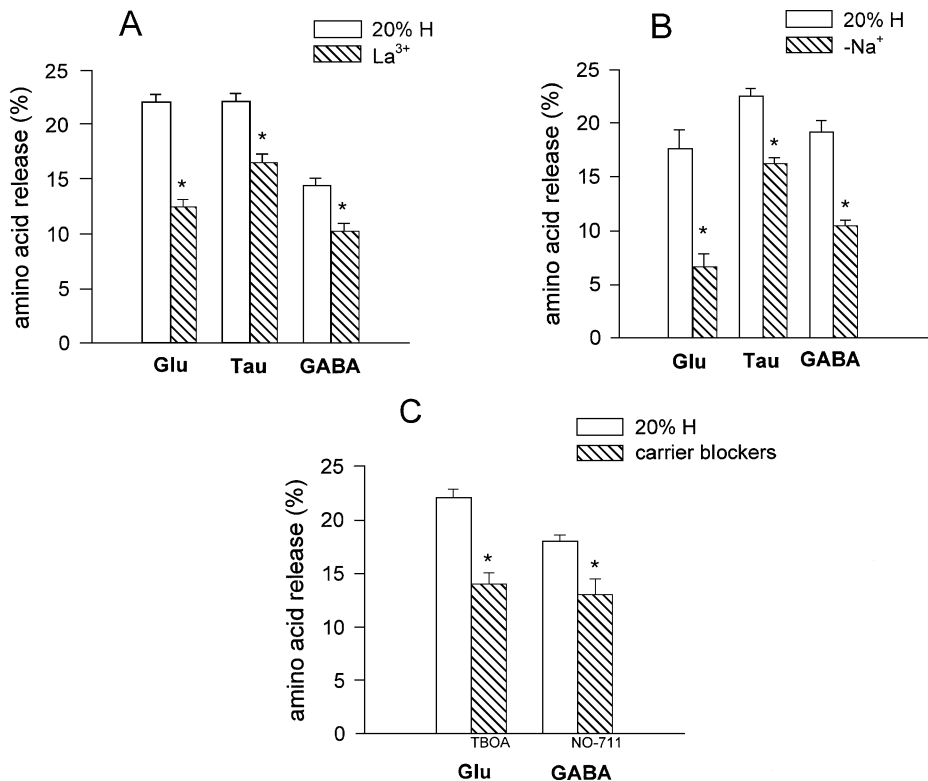 A
20% H
La³⁺
amino acid release (%)
25
20
15
10
5
0
*
*
*
Glu Tau GABA
B
20% H
-Na⁺
amino acid release (%)
25
20
15
10
5
0
*
*
*
Glu Tau GABA
C
20% H
carrier blockers
amino acid release (%)
25
20
15
10
5
0
*
*
TBOA NO-711
Glu GABA